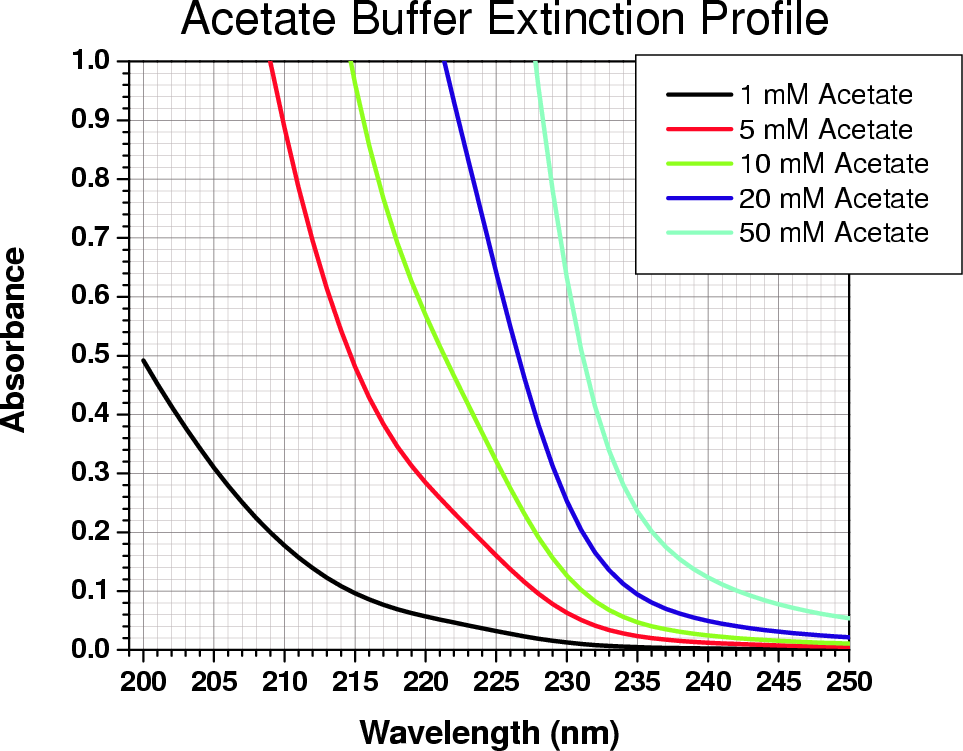 Acetate Buffer Extinction Profile
1 mM Acetate
5 mM Acetate
10 mM Acetate
20 mM Acetate
50 mM Acetate
Absorbance
1.0
0.9
0.8
0.7
0.6
0.5
0.4
0.3
0.2
0.1
0.0
200 205 210 215 220 225 230 235 240 245 250
Wavelength (nm)